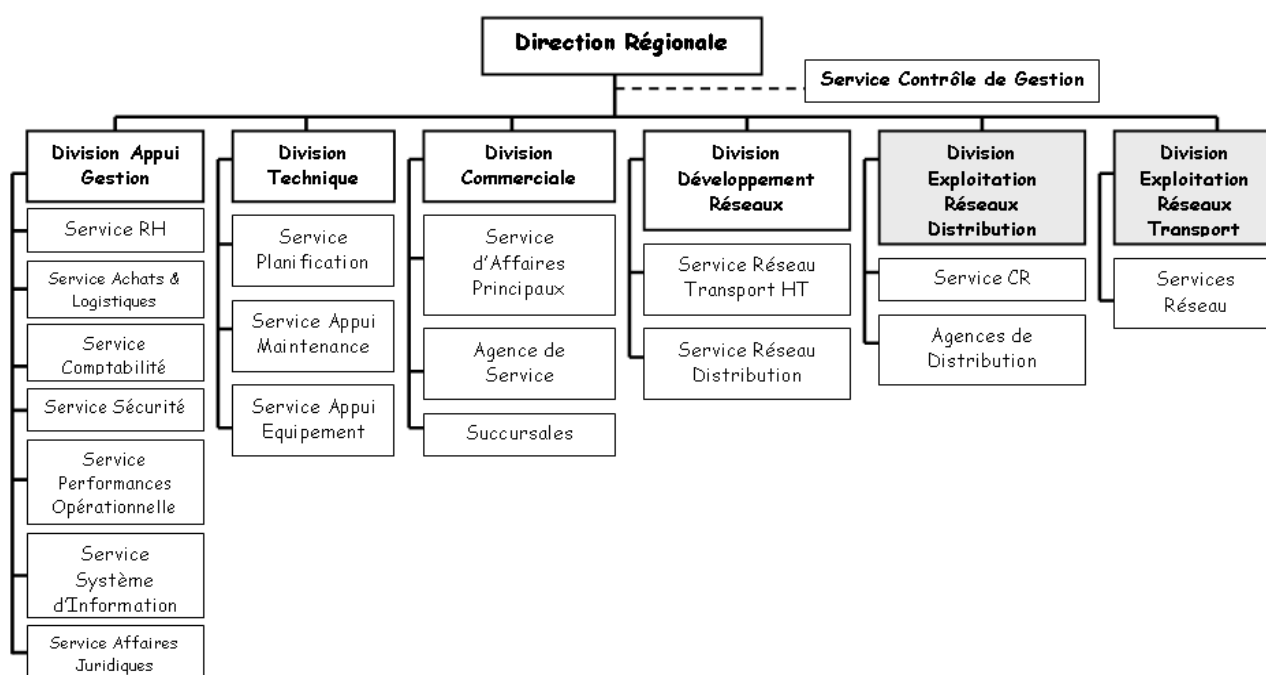 Direction Régionale
Service Contrôle de Gestion
Division Appui
Gestion
Service RH
Service Achats &
Logistiques
Service
Comptabilité
Service Sécurité
Service
Performances
Opérationnelle
Service
Système
d'Information
Service Affaires
Juridiques
Division
Technique
Service
Planification
Service Appui
Maintenance
Service Appui
Equipement
Division
Commerciale
Service
d'Affaires
Principaux
Agence de
Service
Succursales
Division
Développement
Réseaux
Service Réseau
Transport HT
Service Réseau
Distribution
Division
Exploitation
Réseaux
Distribution
Service CR
Agences de
Distribution
Division
Exploitation
Réseaux
Transport
Services
Réseau